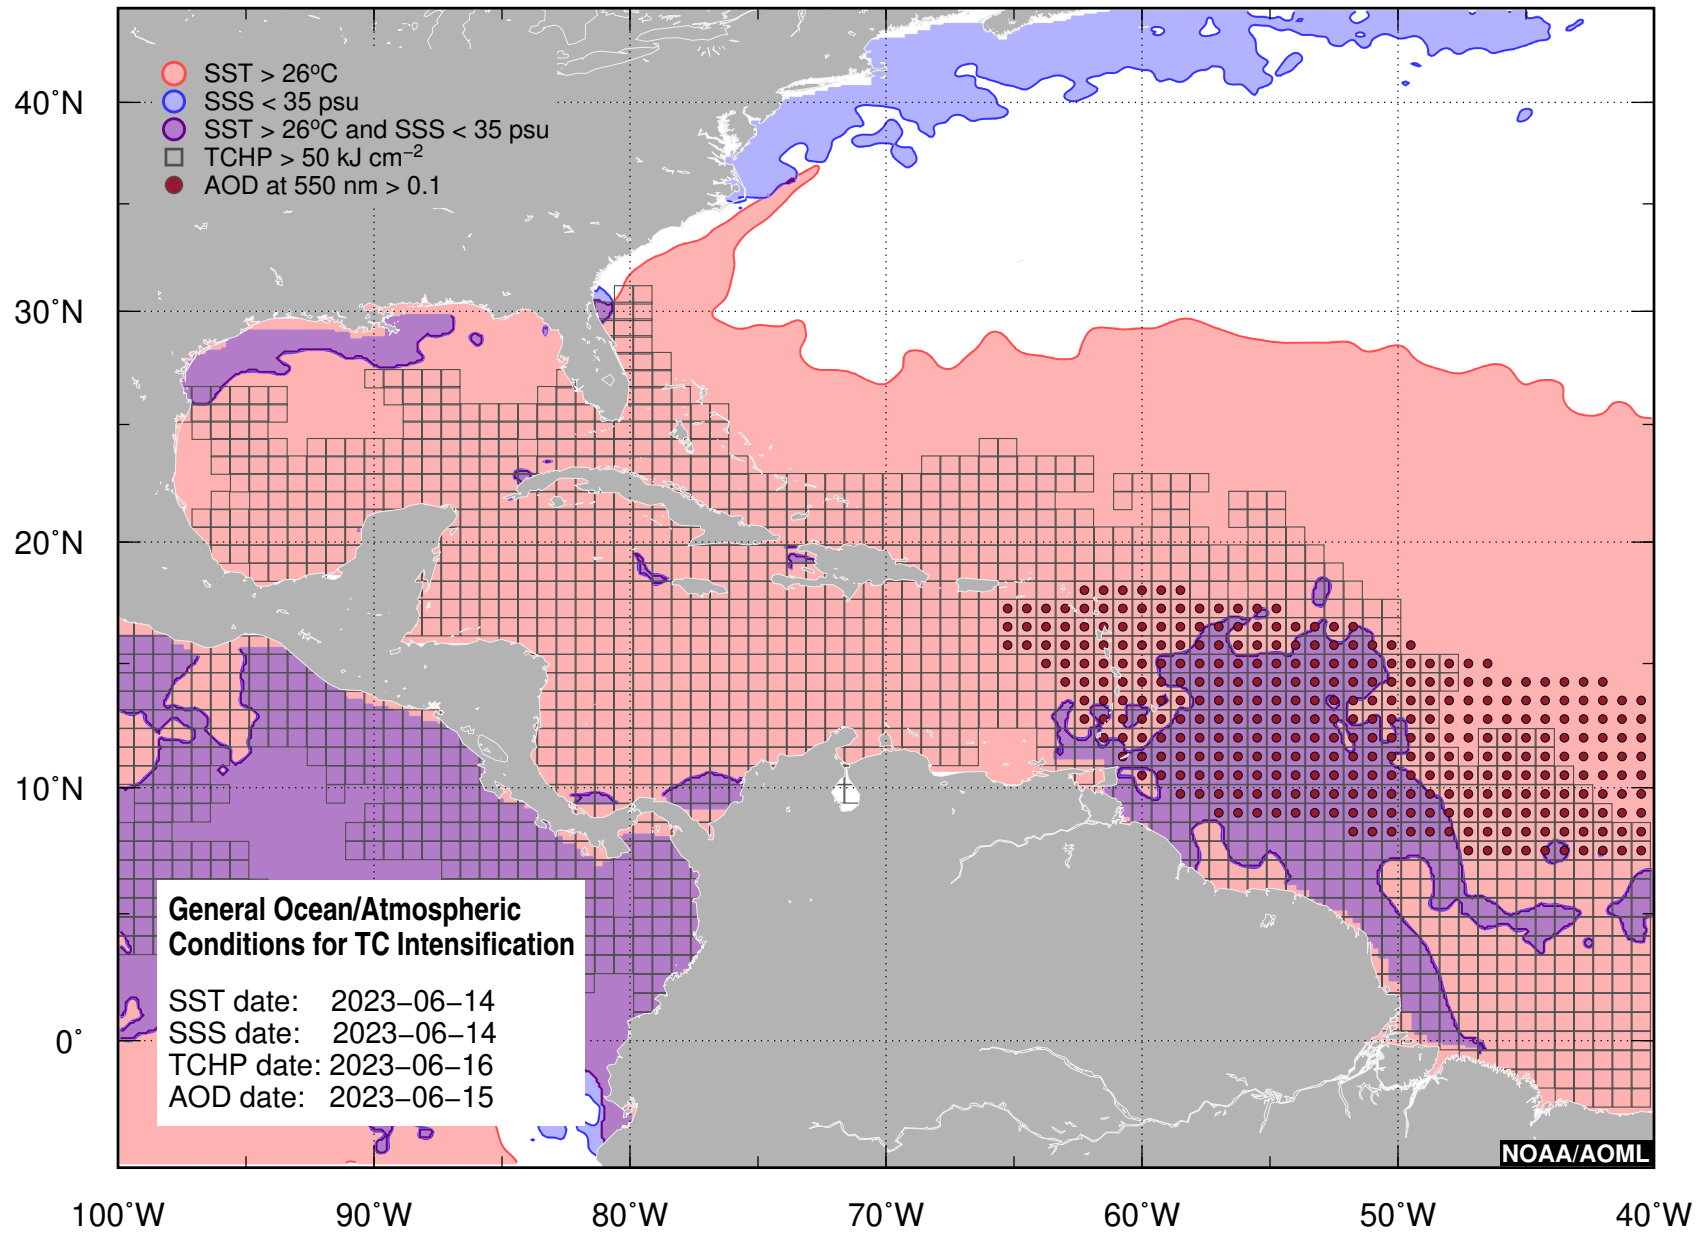 SST > 26°C
SSS < 35 psu
SST > 26°C and SSS < 35 psu
TCHP > 50 kJ cm⁻²
AOD at 550 nm > 0.1
40°N
30°N
20°N
10°N
0°
General Ocean/Atmospheric
Conditions for TC Intensification
SST date: 2023−06−14
SSS date: 2023−06−14
TCHP date: 2023−06−16
AOD date: 2023−06−15
NOAA/AOML
100°W 90°W 80°W 70°W 60°W 50°W 40°W